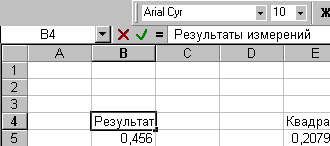 Arial Cyr 10 Ж
B4 = Результаты измерений
A B C D E
1
2
3
4 Результат Квадра
5 0,456 0,2079